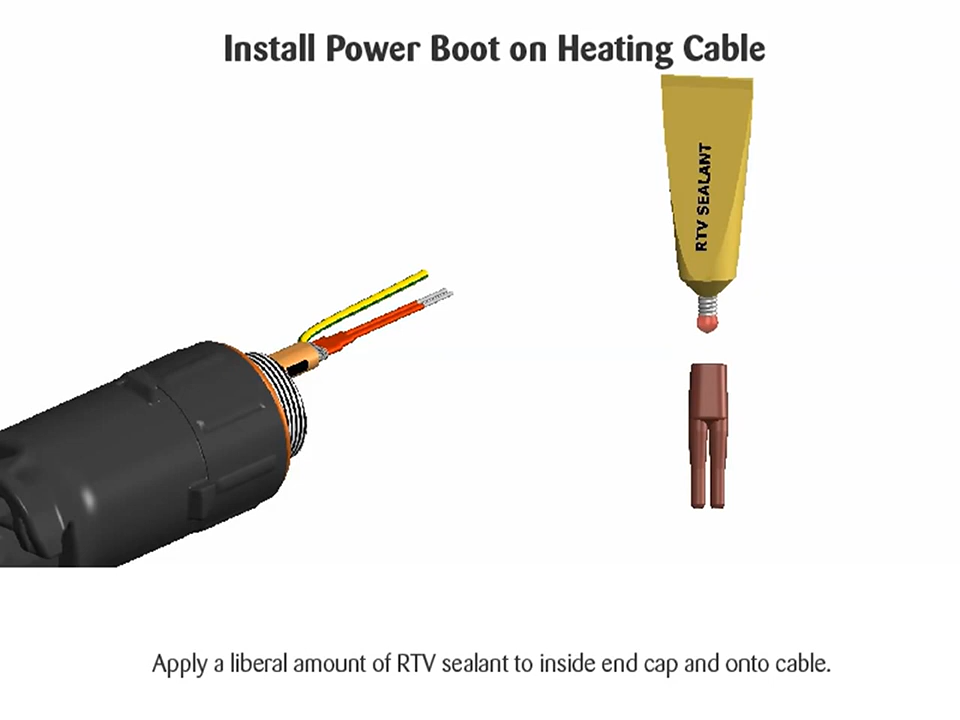 Install Power Boot on Heating Cable
RTV SEALANT
Apply a liberal amount of RTV sealant to inside end cap and onto cable.